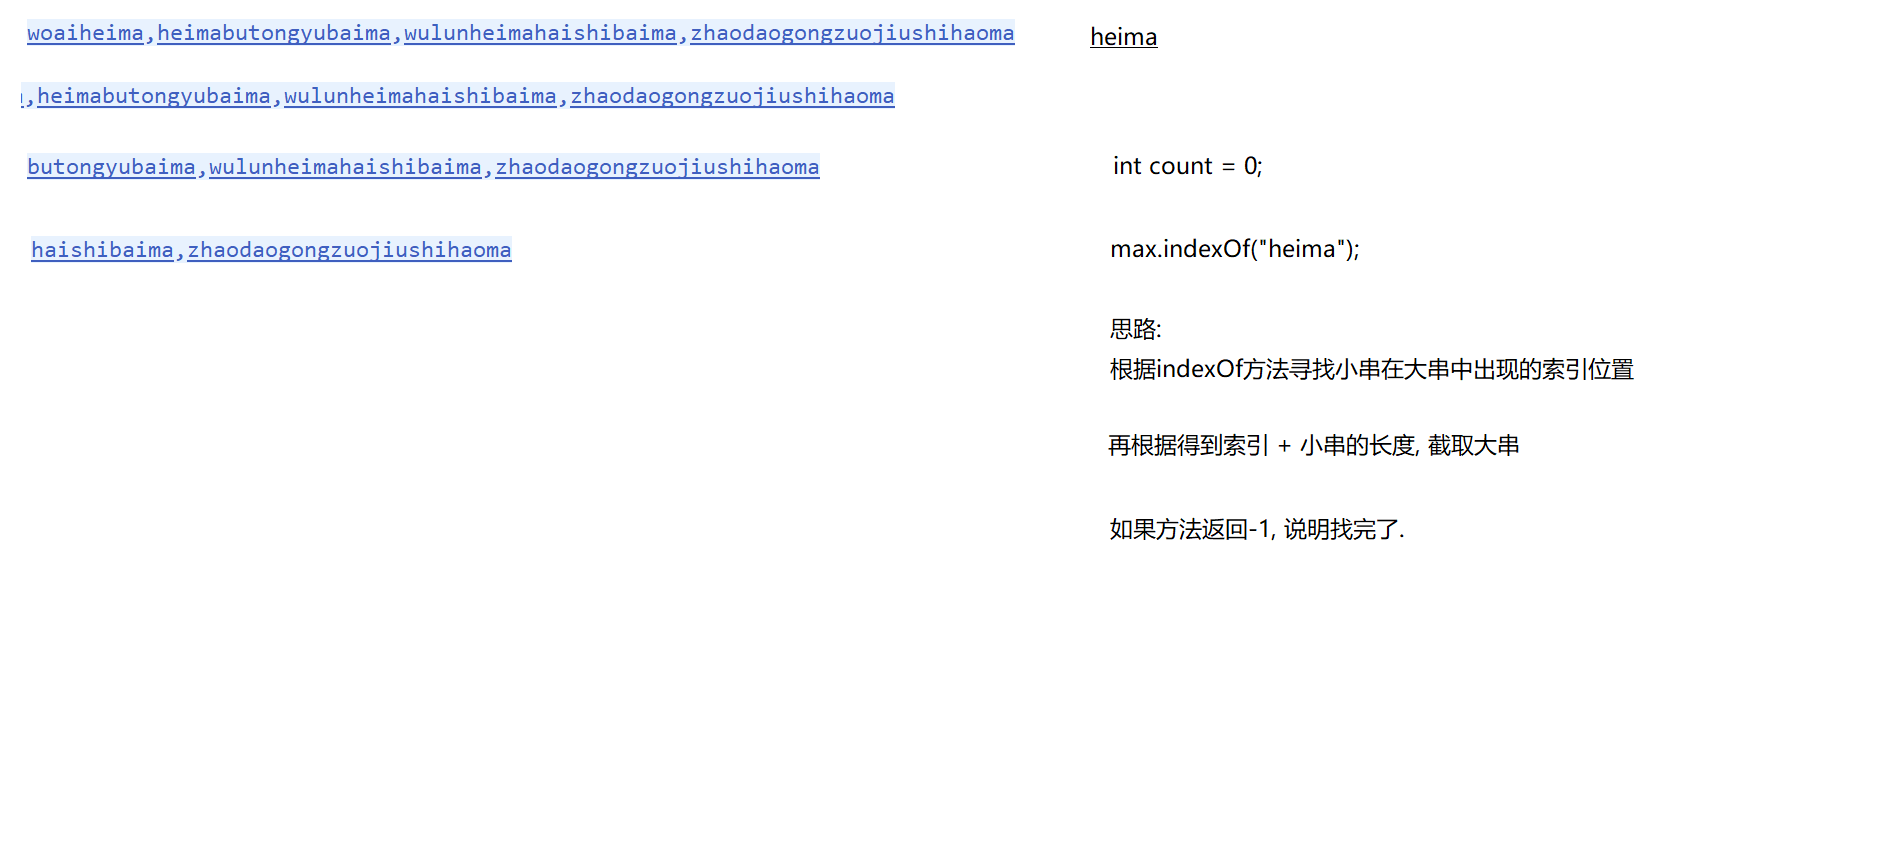 woaiheima,heimabutongyubaima,wulunheimahaishibaima,zhaodaogongzuojiushihaoma
heima
,heimabutongyubaima,wulunheimahaishibaima,zhaodaogongzuojiushihaoma
butongyubaima,wulunheimahaishibaima,zhaodaogongzuojiushihaoma
int count = 0;
haishibaima,zhaodaogongzuojiushihaoma
max.indexOf("heima");
思路:
根据indexOf方法寻找小串在大串中出现的索引位置
再根据得到索引 + 小串的长度, 截取大串
如果方法返回-1, 说明找完了.